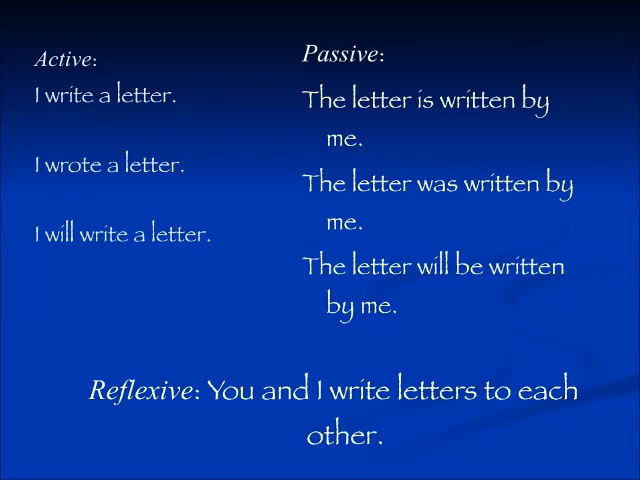 Active:
I write a letter.
I wrote a letter.
I will write a letter.
Passive:
The letter is written by
me.
The letter was written by
me.
The letter will be written
by me.
Reflexive: You and I write letters to each
other.